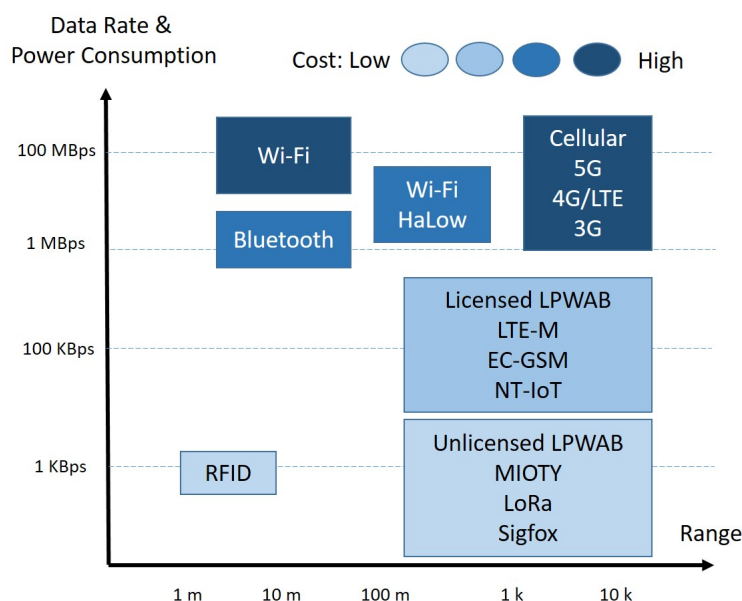 Data Rate &
Power Consumption
Cost: Low
High
100 MBps
Wi-Fi
Cellular
5G
4G/LTE
3G
Wi-Fi
HaLow
Bluetooth
1 MBps
Licensed LPWAB
LTE-M
EC-GSM
NT-IoT
100 KBps
Unlicensed LPWAB
MIOTY
LoRa
Sigfox
1 KBps
RFID
Range
1 m
10 m
100 m
1 k
10 k